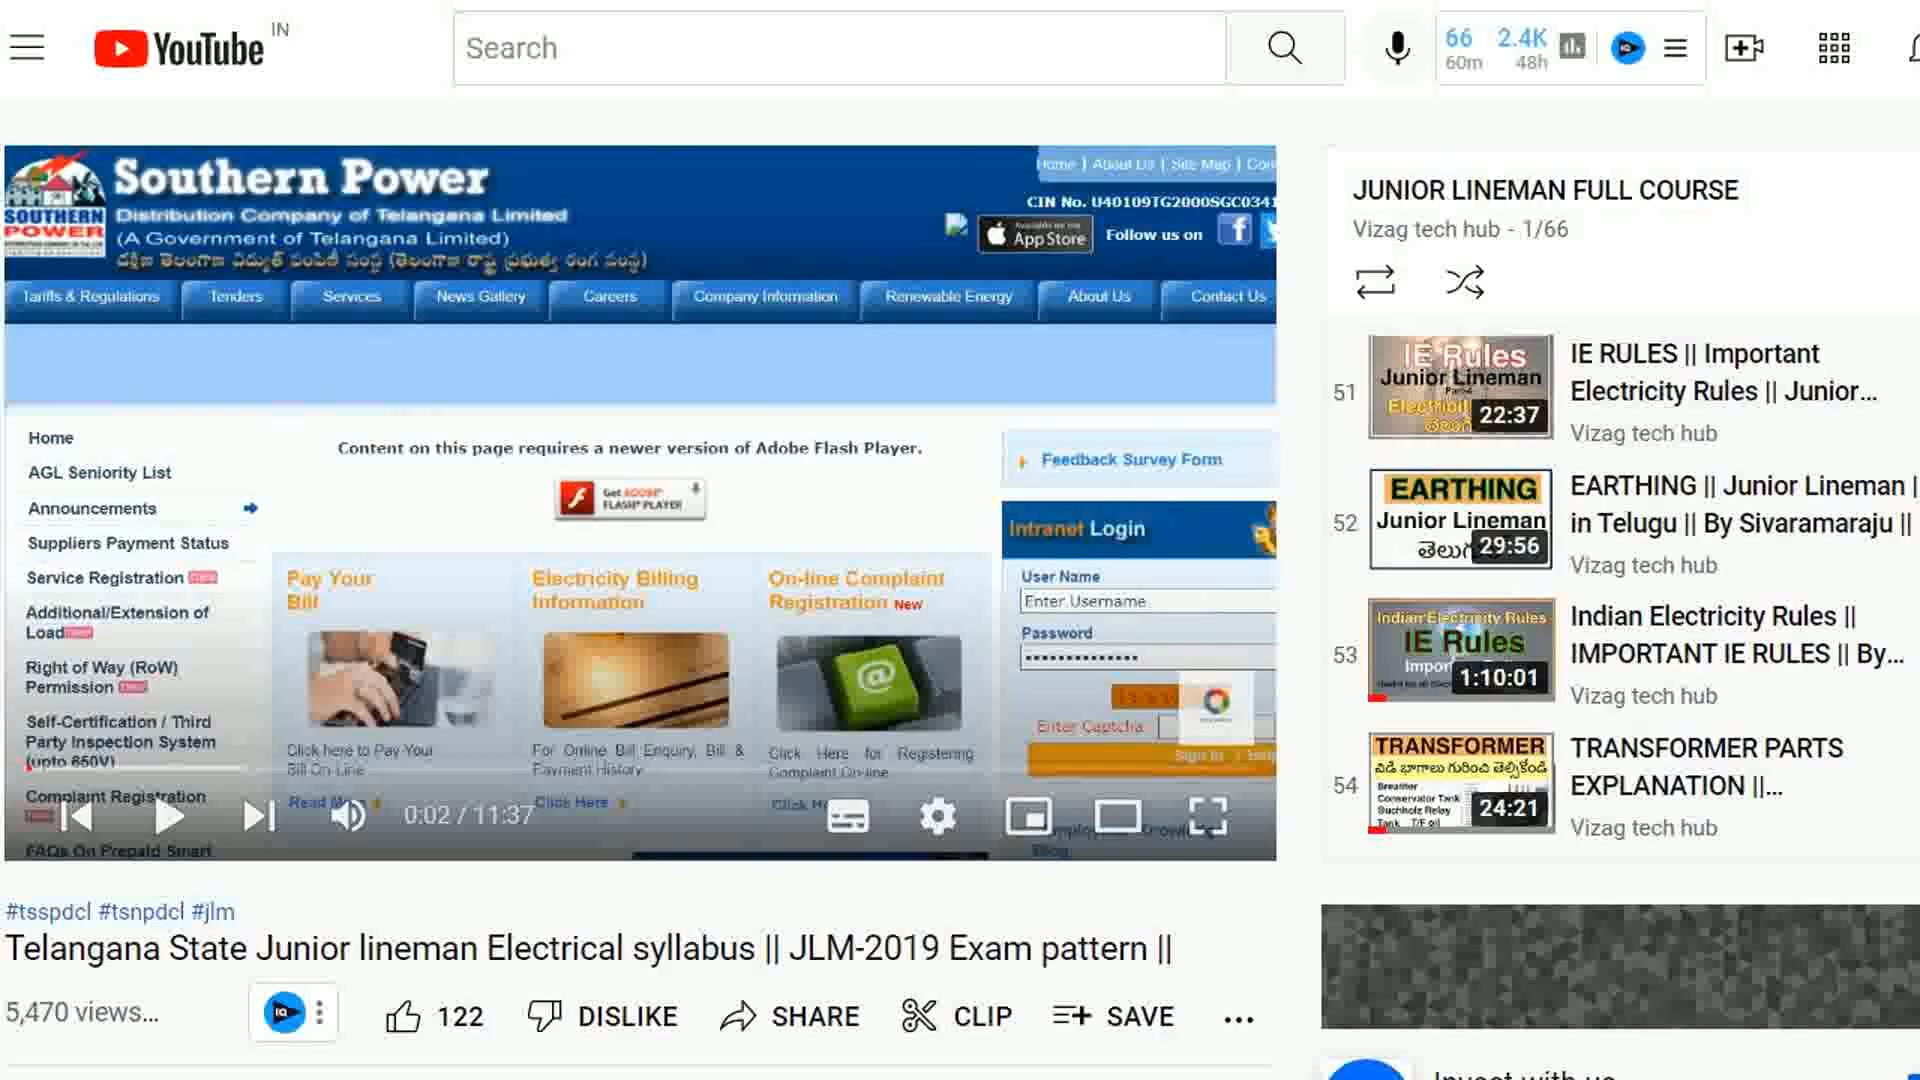 YouTube IN
Search
66 2.4K
60m 48h
Southern Power
Distribution Company of Telangana Limited
(A Government of Telangana Limited)
SOUTHERN
POWER
Home | About Us | Site Map |
CIN No. U40109TG2000SGC0341
App Store
Follow us on
Tariffs & Regulations
Tenders
Services
News Gallery
Careers
Company Information
Renewable Energy
About Us
Contact Us
Home
AGL Seniority List
Announcements
Suppliers Payment Status
Service Registration
Additional/Extension of
Load
Right of Way (RoW)
Permission
Self-Certification / Third
Party Inspection System
(upto 650V)
Complaint Registration
FAQs On Prepaid Smart
Content on this page requires a newer version of Adobe Flash Player.
Get ADOBE
FLASH PLAYER
Pay Your
Bill
Click here to Pay Your
Bill On-Line
Electricity Billing
Information
For Online Bill Enquiry, Bill &
Payment History
Click Here
On-line Complaint
Registration New
Click Here for Registering
Complaint On-line
Feedback Survey Form
Intranet Login
User Name
Enter Username
Password
Enter Captcha
Sign In
Blog
0:02 / 11:37
#tsspdcl #tsnpdcl #jlm
Telangana State Junior lineman Electrical syllabus || JLM-2019 Exam pattern ||
5,470 views...
122
DISLIKE
SHARE
CLIP
SAVE
JUNIOR LINEMAN FULL COURSE
Vizag tech hub - 1/66
51
IE Rules
Junior Lineman
22:37
IE RULES || Important
Electricity Rules || Junior...
Vizag tech hub
52
EARTHING
Junior Lineman
29:56
EARTHING || Junior Lineman |
in Telugu || By Sivaramaraju ||
Vizag tech hub
53
Indian Electricity Rules
IE Rules
1:10:01
Indian Electricity Rules ||
IMPORTANT IE RULES || By...
Vizag tech hub
54
TRANSFORMER
విడి భాగాలు గురించి తెల్సికోండి
Breather
Conservator Tank
Buchholz Relay
Tank T/F oil
24:21
TRANSFORMER PARTS
EXPLANATION ||...
Vizag tech hub
Invest with us